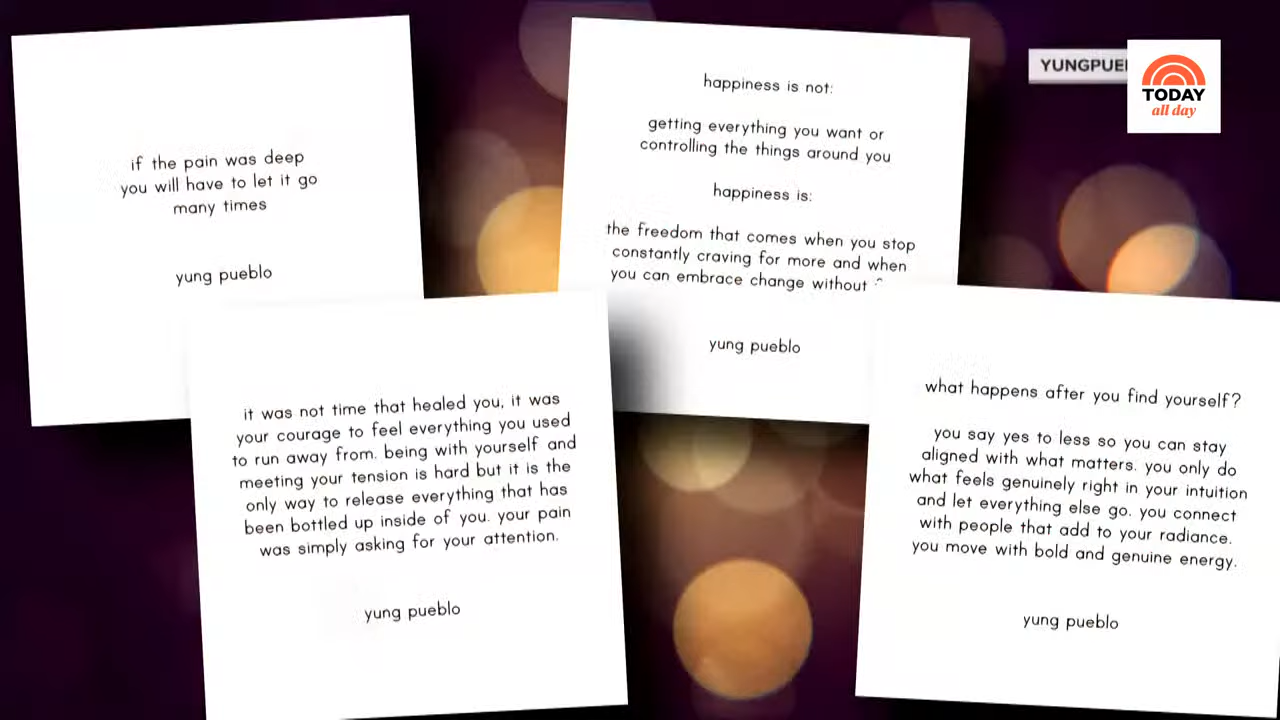 if the pain was deep
you will have to let it go
many times
yung pueblo
happiness is not:
getting everything you want or
controlling the things around you
happiness is:
the freedom that comes when you stop
constantly craving for more and when
you can embrace change without
yung pueblo
YUNGPUE
TODAY
all day
it was not time that healed you, it was
your courage to feel everything you used
to run away from. being with yourself and
meeting your tension is hard but it is the
only way to release everything that has
been bottled up inside of you. your pain
was simply asking for your attention.
yung pueblo
what happens after you find yourself?
you say yes to less so you can stay
aligned with what matters. you only do
what feels genuinely right in your intuition
and let everything else go. you connect
with people that add to your radiance.
you move with bold and genuine energy.
yung pueblo